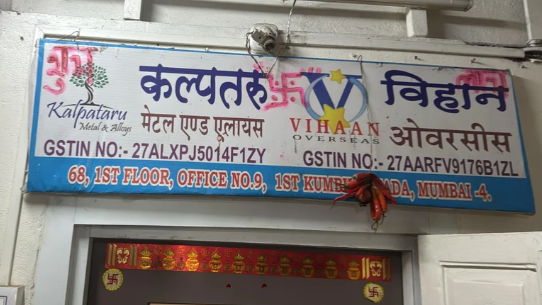 कल्पतरू
विहान
Kalpataru
Metal & Alloys
मेटल एण्ड एलायस
VIHAAN
OVERSEAS
ओवरसीस
GSTIN NO:- 27ALXPJ5014F1ZY
GSTIN NO:- 27AARFV9176B1ZL
68, 1ST FLOOR, OFFICE NO.9, 1ST MUMBAI -4.